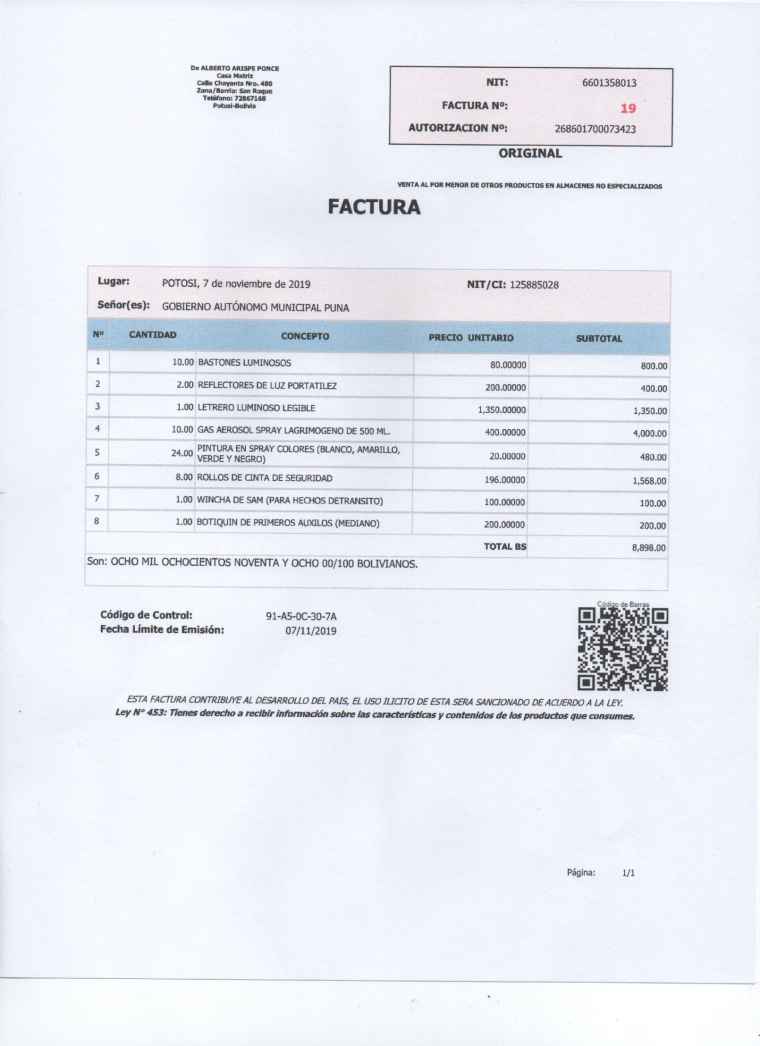 De ALBERTO ARISPE PONCE
Casa Matriz
Calle Chayanta Nro. 480
Zona/Barrio: San Roque
Teléfono: 72867168
Potosi-Bolivia
NIT: 6601358013
FACTURA Nº: 19
AUTORIZACION Nº: 268601700073423
ORIGINAL
VENTA AL POR MENOR DE OTROS PRODUCTOS EN ALMACENES NO ESPECIALIZADOS
FACTURA
Lugar: POTOSI, 7 de noviembre de 2019 NIT/CI: 125885028
Señor(es): GOBIERNO AUTÓNOMO MUNICIPAL PUNA
Nº CANTIDAD CONCEPTO PRECIO UNITARIO SUBTOTAL
1 10.00 BASTONES LUMINOSOS 80.00000 800.00
2 2.00 REFLECTORES DE LUZ PORTATILEZ 200.00000 400.00
3 1.00 LETRERO LUMINOSO LEGIBLE 1,350.00000 1,350.00
4 10.00 GAS AEROSOL SPRAY LAGRIMOGENO DE 500 ML. 400.00000 4,000.00
5 24.00 PINTURA EN SPRAY COLORES (BLANCO, AMARILLO, 20.00000 480.00
VERDE Y NEGRO)
6 8.00 ROLLOS DE CINTA DE SEGURIDAD 196.00000 1,568.00
7 1.00 WINCHA DE SAM (PARA HECHOS DETRANSITO) 100.00000 100.00
8 1.00 BOTIQUIN DE PRIMEROS AUXILOS (MEDIANO) 200.00000 200.00
TOTAL BS 8,898.00
Son: OCHO MIL OCHOCIENTOS NOVENTA Y OCHO 00/100 BOLIVIANOS.
Código de Barras
Código de Control: 91-A5-0C-30-7A
Fecha Límite de Emisión: 07/11/2019
ESTA FACTURA CONTRIBUYE AL DESARROLLO DEL PAIS, EL USO ILICITO DE ESTA SERA SANCIONADO DE ACUERDO A LA LEY.
Ley Nº 453: Tienes derecho a recibir información sobre las características y contenidos de los productos que consumes.
Página: 1/1